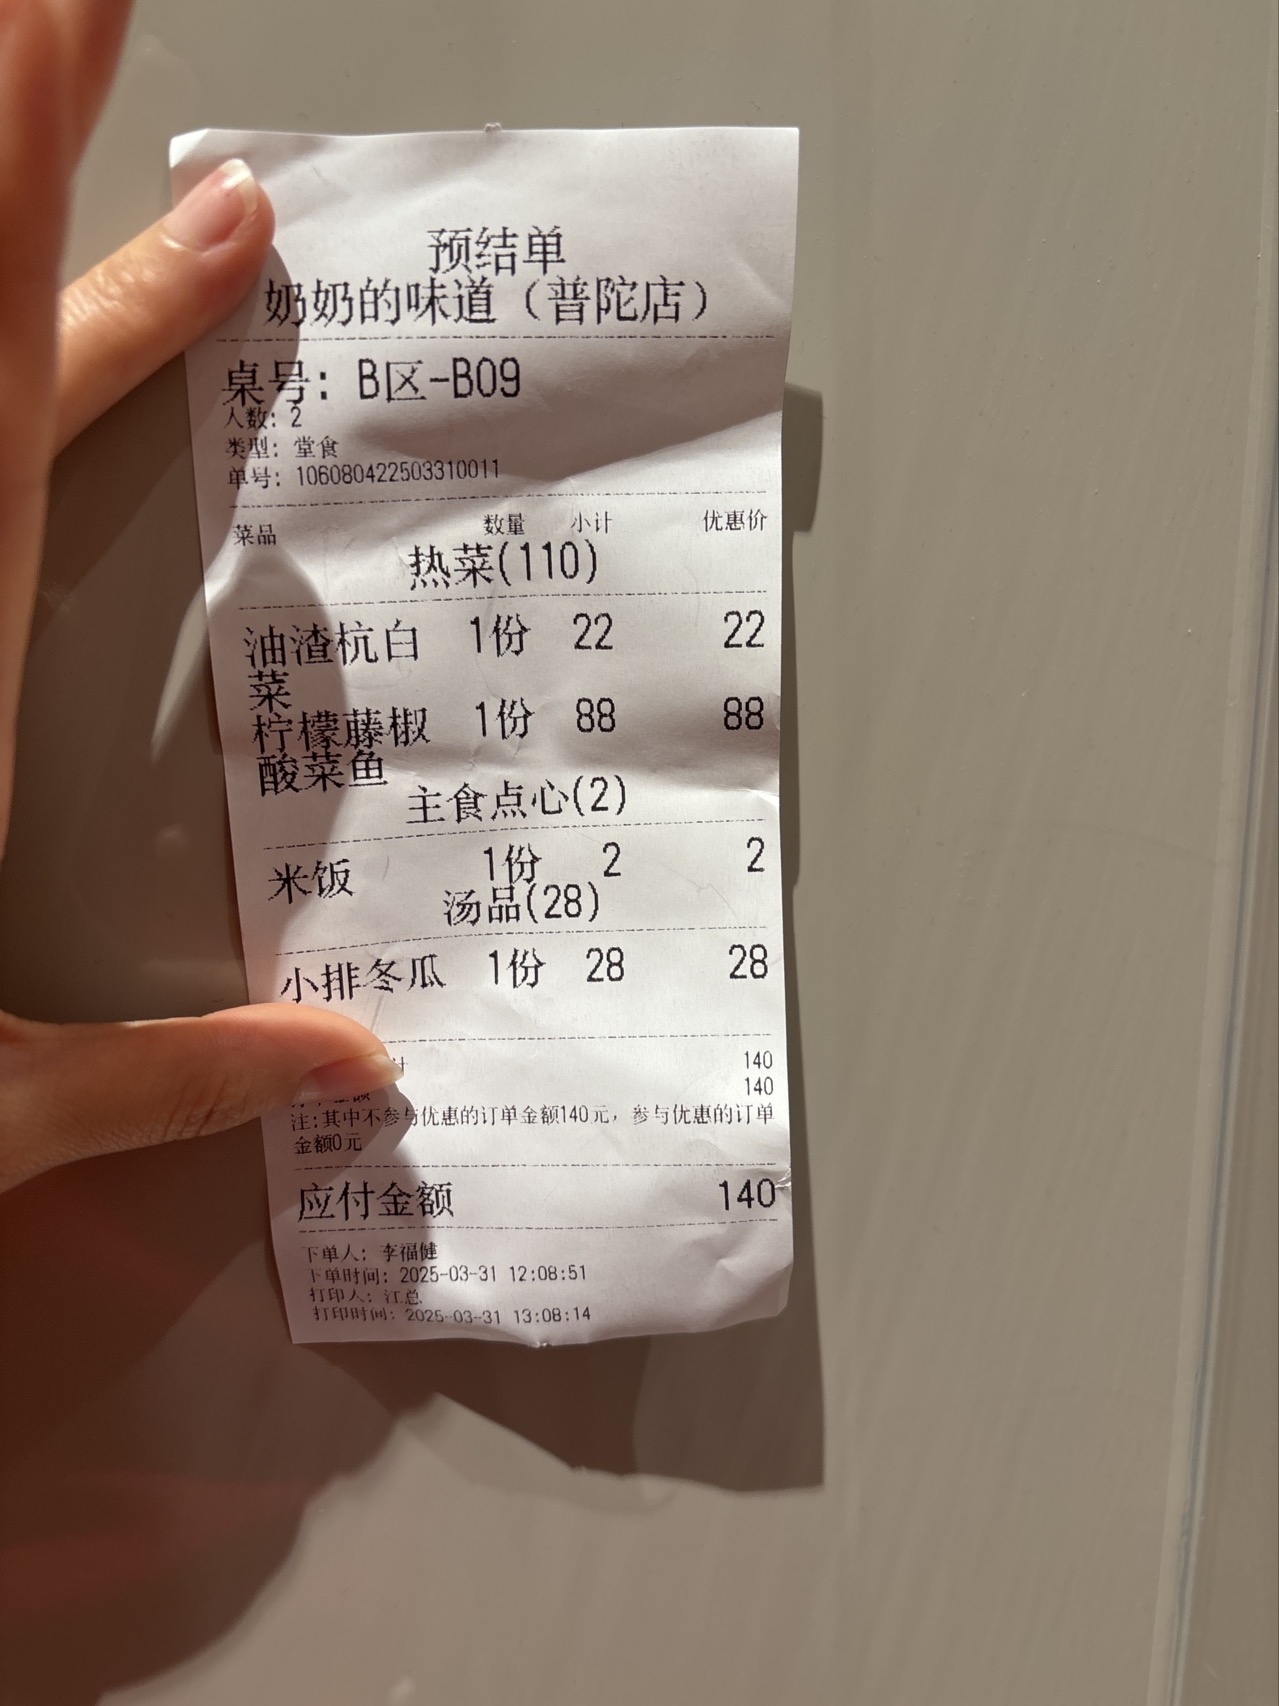 预结单
奶奶的味道（普陀店）
桌号：B区-B09
人数：2
类型：堂食
单号：106080422503310011
菜品 数量 小计 优惠价
热菜(110)
油渣杭白 1份 22 22
菜
柠檬藤椒 1份 88 88
酸菜鱼
主食点心(2)
米饭 1份 2 2
汤品(28)
小排冬瓜 1份 28 28
计 140
140
注:其中不参与优惠的订单金额140元，参与优惠的订单
金额0元
应付金额 140
下单人：李福健
下单时间：2025-03-31 12:08:51
打印人：江总
打印时间：2025-03-31 13:08:14